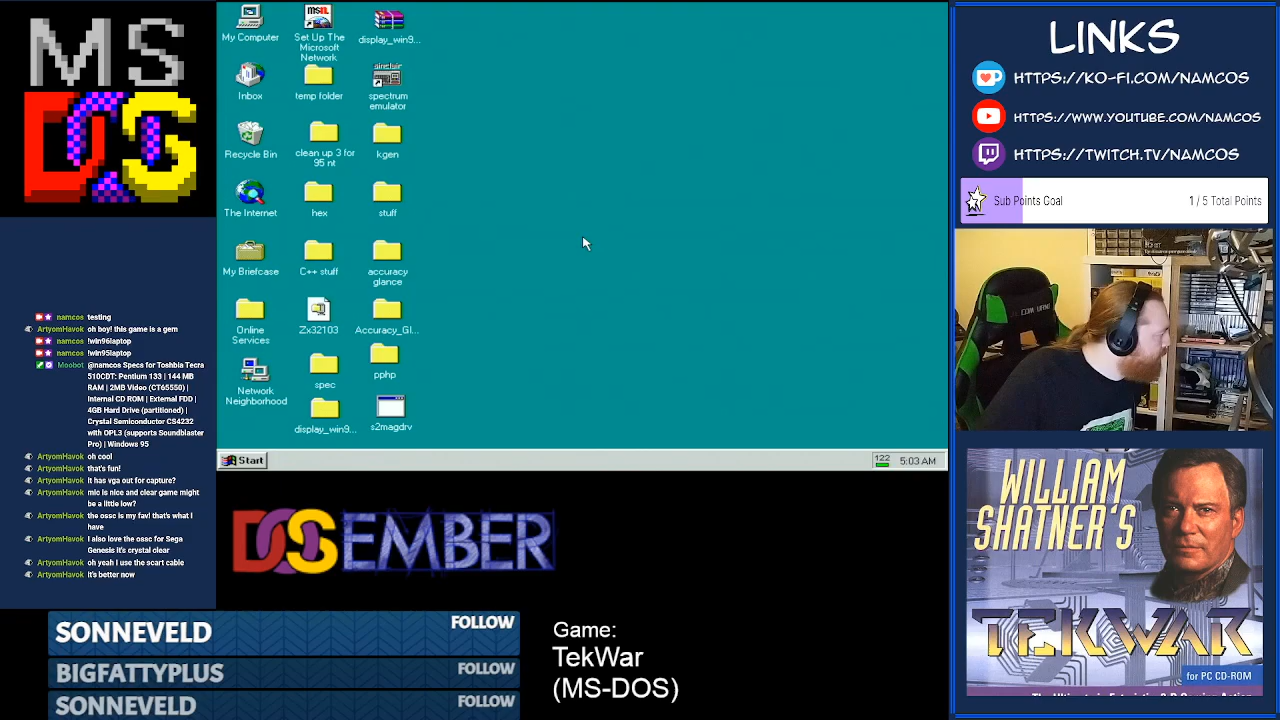 MS
DOS
namcos testing
ArtyomHavok oh boy! this game is a gem
namcos !win96laptop
namcos !win95laptop
Moobot @namcos Specs for Toshbia Tecra
510CDT: Pentium 133 | 144 MB
RAM | 2MB Video (CT65550) |
Internal CD ROM | External FDD |
4GB Hard Drive (partitioned) |
Crystal Semiconductor CS4232
with OPL3 (supports Soundblaster
Pro) | Windows 95
ArtyomHavok oh cool
ArtyomHavok that's fun!
ArtyomHavok It has vga out for capture?
ArtyomHavok mic is nice and clear game might
be a little low?
ArtyomHavok the ossc is my fav! that's what I
have
ArtyomHavok I also love the ossc for Sega
Genesis it's crystal clear
ArtyomHavok oh yeah I use the scart cable
ArtyomHavok It's better now
My Computer
Set Up The
Microsoft
Network
display_win9...
Inbox
temp folder
sinclair
spectrum
emulator
Recycle Bin
clean up 3 for
95 nt
kgen
The Internet
hex
stuff
My Briefcase
C++ stuff
accuracy
glance
Online
Services
Zx32103
Accuracy_Gl...
Network
Neighborhood
spec
pphp
display_win9...
s2magdrv
Start
122
5:03 AM
DOSEMBER
SONNEVELD FOLLOW
BIGFATTYPLUS FOLLOW
SONNEVELD FOLLOW
Game:
TekWar
(MS-DOS)
LINKS
HTTPS://KO-FI.COM/NAMCOS
HTTPS://WWW.YOUTUBE.COM/NAMCOS
HTTPS://TWITCH.TV/NAMCOS
Sub Points Goal 1 / 5 Total Points
WILLIAM
SHATNER'S
TEKWAR
for PC CD-ROM